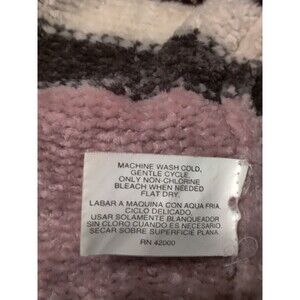 MACHINE WASH COLD,
GENTLE CYCLE
ONLY NON-CHLORINE
BLEACH WHEN NEEDED
FLAT DRY.
LABAR A MAQUINA CON AQUA FRIA,
CICLO DELICADO.
USAR SOLAMENTE BLANQUEADOR
SIN CLORO CUANDO ES NECESARIO.
SECAR SOBRE SUPERFICIE PLANA.
RN 42000